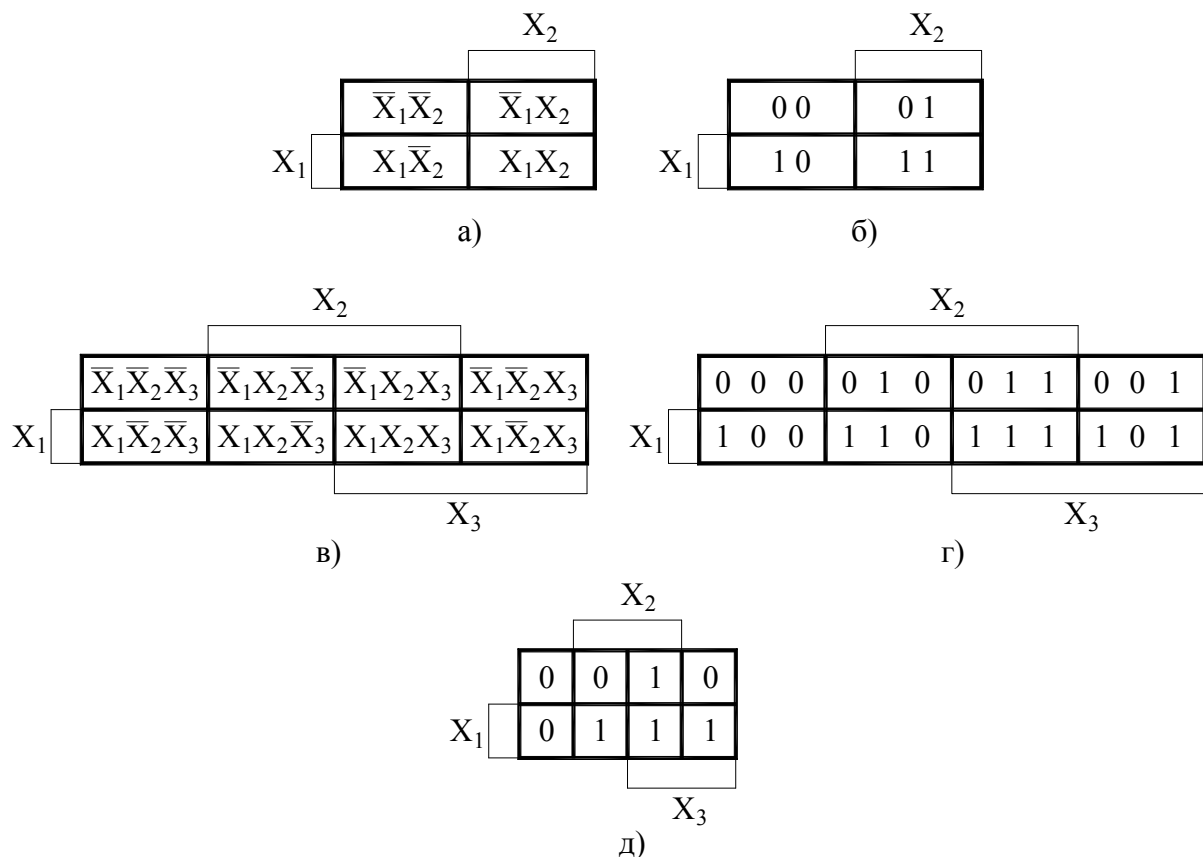 X₂ X₂
X̅₁X̅₂ X̅₁X₂ 0 0 0 1
X₁ X₁X̅₂ X₁X₂ X₁ 1 0 1 1
а) б)
X₂ X₂
X̅₁X̅₂X̅₃ X̅₁X₂X̅₃ X̅₁X₂X₃ X̅₁X̅₂X₃ 0 0 0 0 1 0 0 1 1 0 0 1
X₁ X₁X̅₂X̅₃ X₁X₂X̅₃ X₁X₂X₃ X₁X̅₂X₃ X₁ 1 0 0 1 1 0 1 1 1 1 0 1
X₃ X₃
в) г)
X₂
0 0 1 0
X₁ 0 1 1 1
X₃
д)